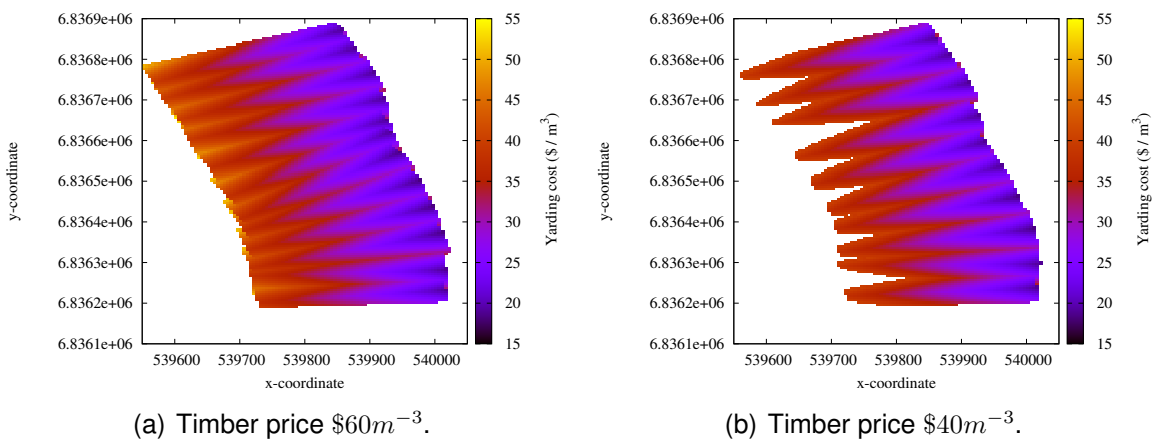 6.8369e+06
6.8368e+06
6.8367e+06
6.8366e+06
6.8365e+06
6.8364e+06
6.8363e+06
6.8362e+06
6.8361e+06
y-coordinate
539600 539700 539800 539900 540000
x-coordinate
55
50
45
40
35
30
25
20
15
Yarding cost ($ / m³)
(a) Timber price $60m⁻³.
6.8369e+06
6.8368e+06
6.8367e+06
6.8366e+06
6.8365e+06
6.8364e+06
6.8363e+06
6.8362e+06
6.8361e+06
y-coordinate
539600 539700 539800 539900 540000
x-coordinate
55
50
45
40
35
30
25
20
15
Yarding cost ($ / m³)
(b) Timber price $40m⁻³.